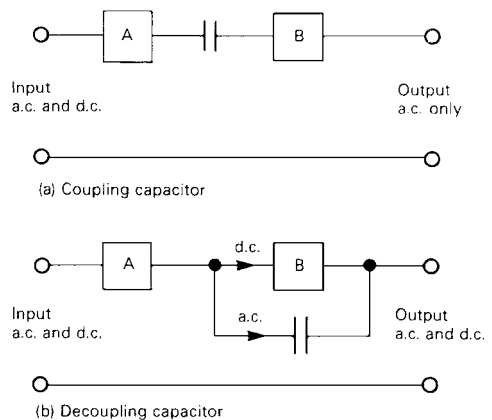 A
B
Input
a.c. and d.c.
Output
a.c. only
(a) Coupling capacitor
d.c.
A
B
a.c.
Input
a.c. and d.c.
Output
a.c. and d.c.
(b) Decoupling capacitor